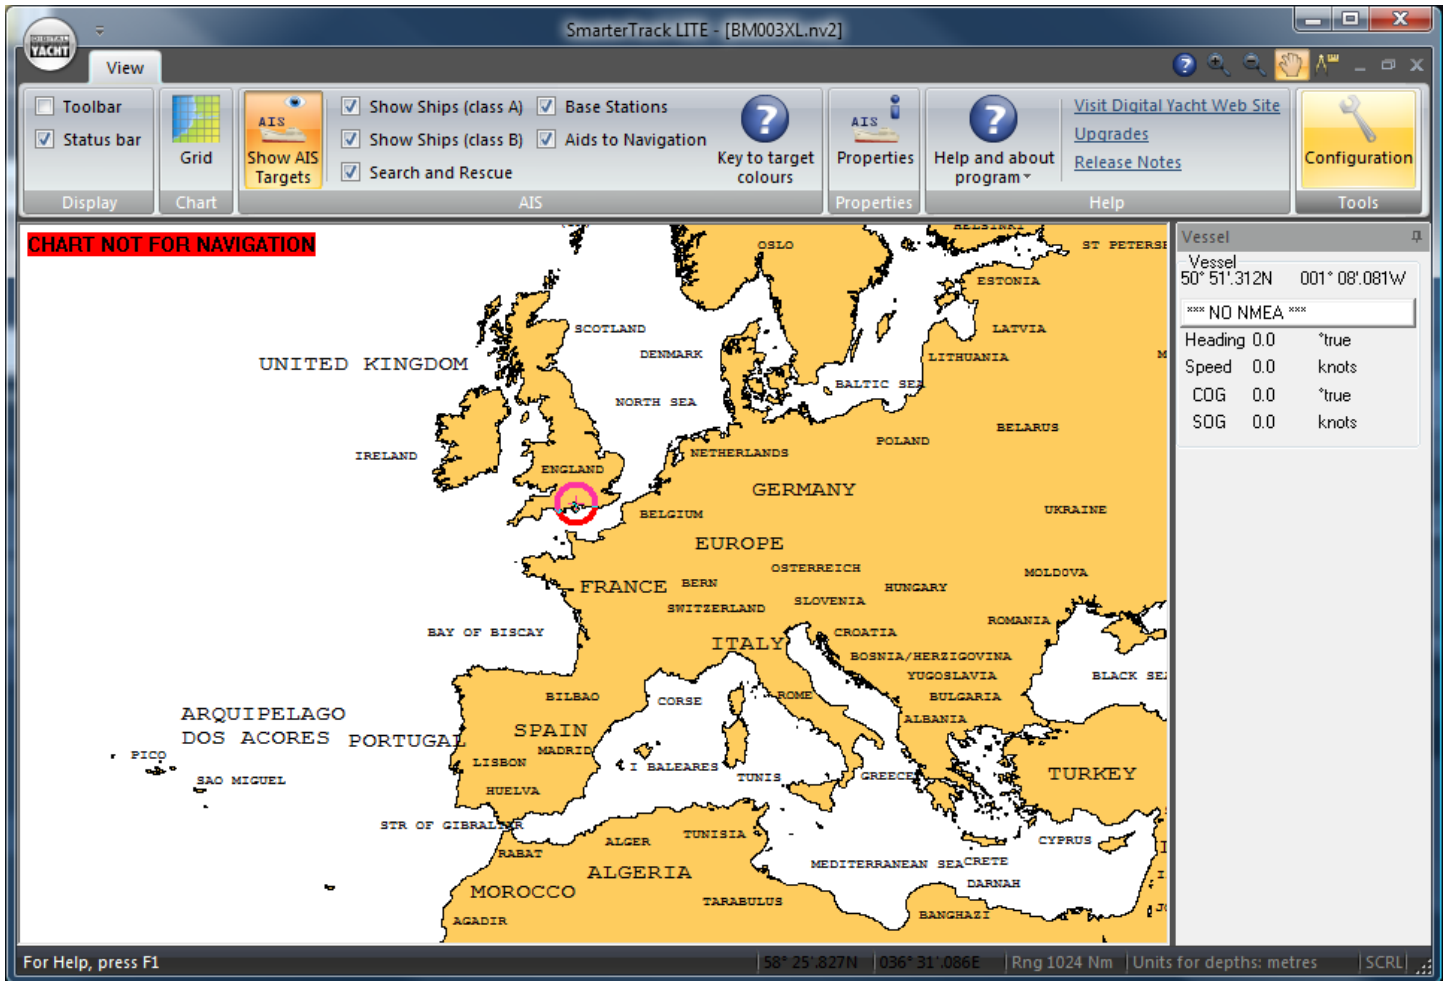 SmarterTrack LITE - [BM003XL.nv2]
DIGITAL
YACHT
View
Toolbar
Status bar
Display
Grid
Chart
AIS
Show AIS
Targets
Show Ships (class A)
Show Ships (class B)
Search and Rescue
Base Stations
Aids to Navigation
Key to target
colours
AIS
AIS
Properties
Properties
Help and about
program
Visit Digital Yacht Web Site
Upgrades
Release Notes
Help
Configuration
Tools
CHART NOT FOR NAVIGATION
HELSINKI
OSLO
ST PETERSB
ESTONIA
SCOTLAND
LATVIA
UNITED KINGDOM
DENMARK
LITHUANIA
M
BALTIC SEA
NORTH SEA
BELARUS
POLAND
IRELAND
NETHERLANDS
ENGLAND
GERMANY
BELGIUM
UKRAINE
EUROPE
OSTERREICH
MOLDOVA
FRANCE
BERN
HUNGARY
SWITZERLAND
SLOVENIA
ROMANIA
BAY OF BISCAY
CROATIA
ITALY
BOSNIA/HERZIGOVINA
YUGOSLAVIA
BLACK SE
BILBAO
CORSE
ROME
BULGARIA
ARQUIPELAGO
DOS ACORES
PORTUGAL
SPAIN
ALBANIA
MADRID
PICO
LISBON
I BALEARES
TUNIS
GREECE
TURKEY
SAO MIGUEL
HUELVA
STR OF GIBRALTAR
ALGER
TUNISIA
CYPRUS
RABAT
MEDITERRANEAN SEA
CRETE
ALGERIA
DARNAH
MOROCCO
TARABULUS
BANGHAZI
JO
AGADIR
Vessel
Vessel
50° 51'.312N 001° 08'.081W
*** NO NMEA ***
Heading 0.0 °true
Speed 0.0 knots
COG 0.0 °true
SOG 0.0 knots
For Help, press F1
58° 25'.827N
036° 31'.086E
Rng 1024 Nm
Units for depths: metres
SCRL